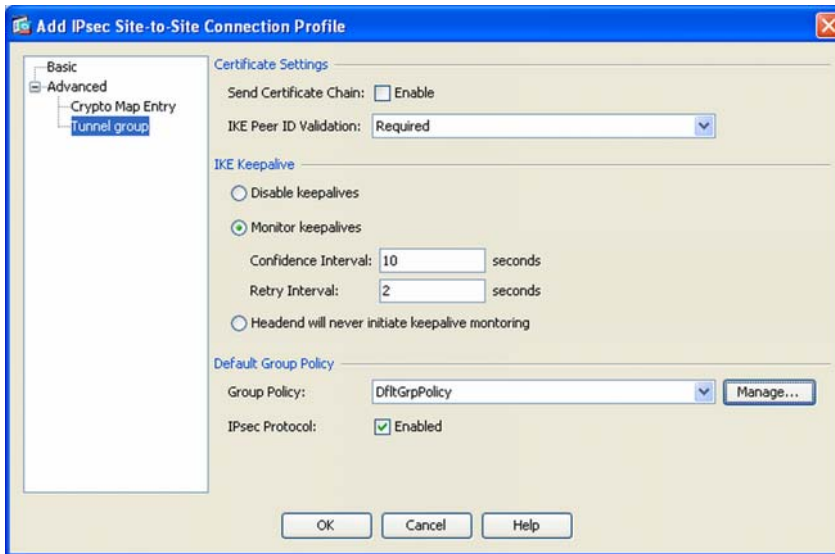 Add IPsec Site-to-Site Connection Profile
Basic
Advanced
Crypto Map Entry
Tunnel group
Certificate Settings
Send Certificate Chain: Enable
IKE Peer ID Validation: Required
IKE Keepalive
Disable keepalives
Monitor keepalives
Confidence Interval: 10 seconds
Retry Interval: 2 seconds
Headend will never initiate keepalive montoring
Default Group Policy
Group Policy: DfltGrpPolicy Manage...
IPsec Protocol: Enabled
OK Cancel Help